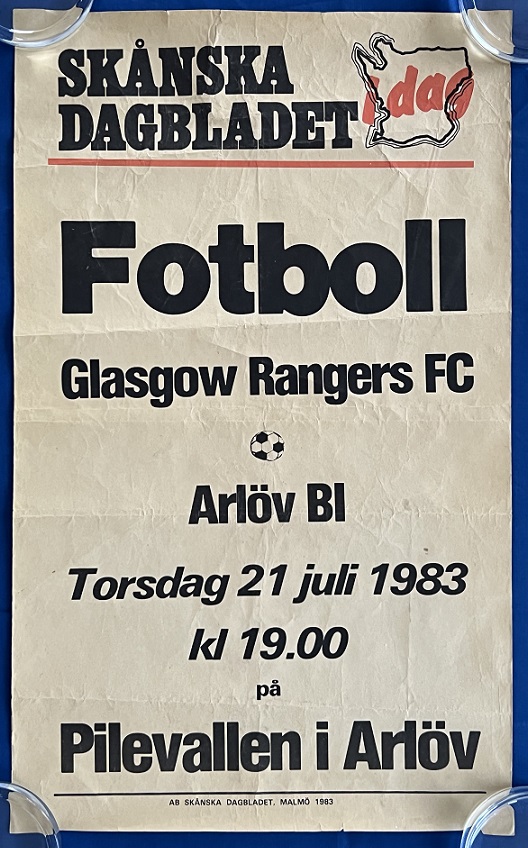 SKÅNSKA
DAGBLADET
idag
Fotboll
Glasgow Rangers FC
Arlöv BI
Torsdag 21 juli 1983
kl 19.00
på
Pilevallen i Arlöv
AB SKÅNSKA DAGBLADET, MALMÖ 1983